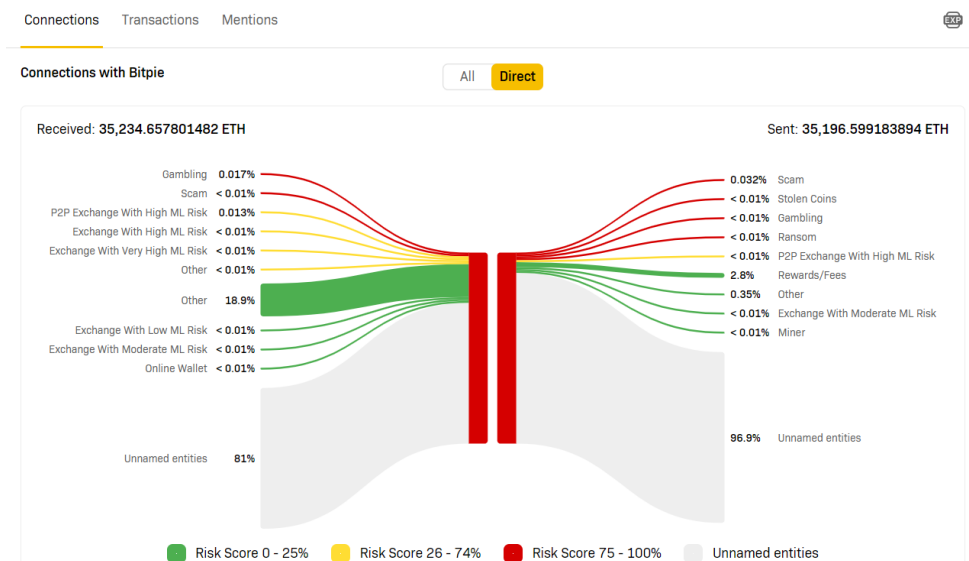 Connections Transactions Mentions
EXP
Connections with Bitpie
All Direct
Received: 35,234.657801482 ETH
Sent: 35,196.599183894 ETH
Gambling 0.017%
Scam < 0.01%
P2P Exchange With High ML Risk 0.013%
Exchange With High ML Risk < 0.01%
Exchange With Very High ML Risk < 0.01%
Other < 0.01%
Other 18.9%
Exchange With Low ML Risk < 0.01%
Exchange With Moderate ML Risk < 0.01%
Online Wallet < 0.01%
Unnamed entities 81%
0.032% Scam
< 0.01% Stolen Coins
< 0.01% Gambling
< 0.01% Ransom
< 0.01% P2P Exchange With High ML Risk
2.8% Rewards/Fees
0.35% Other
< 0.01% Exchange With Moderate ML Risk
< 0.01% Miner
96.9% Unnamed entities
Risk Score 0 - 25% Risk Score 26 - 74% Risk Score 75 - 100% Unnamed entities